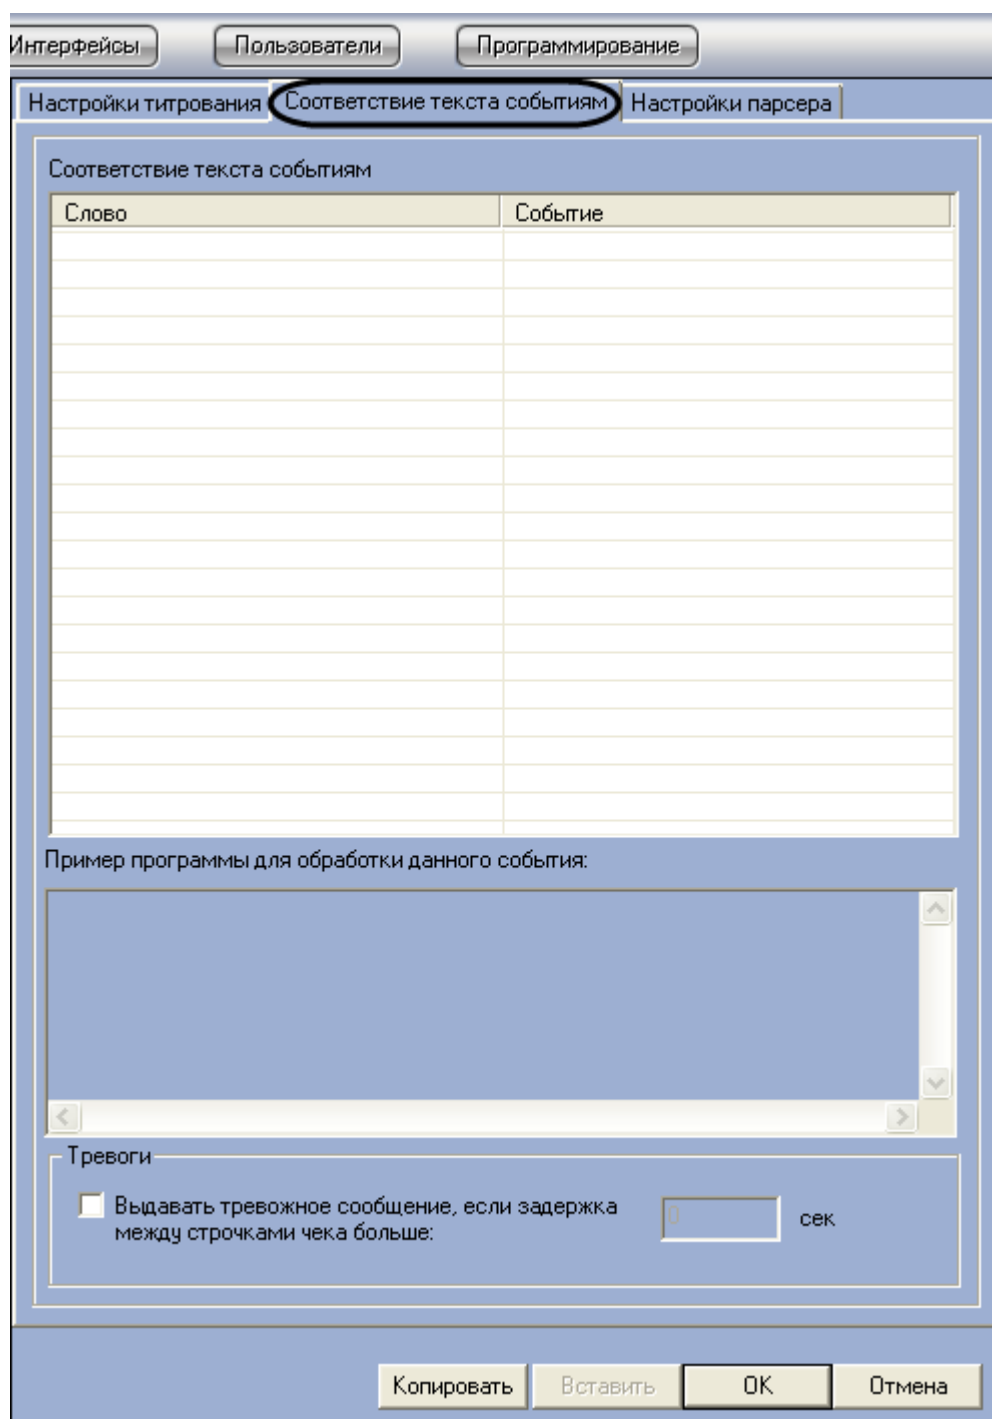 Интерфейсы Пользователи Программирование
Настройки титрования Соответствие текста событиям Настройки парсера
Соответствие текста событиям
Слово Событие
Пример программы для обработки данного события:
Тревоги
Выдавать тревожное сообщение, если задержка
между строчками чека больше: 0 сек
Копировать Вставить OK Отмена